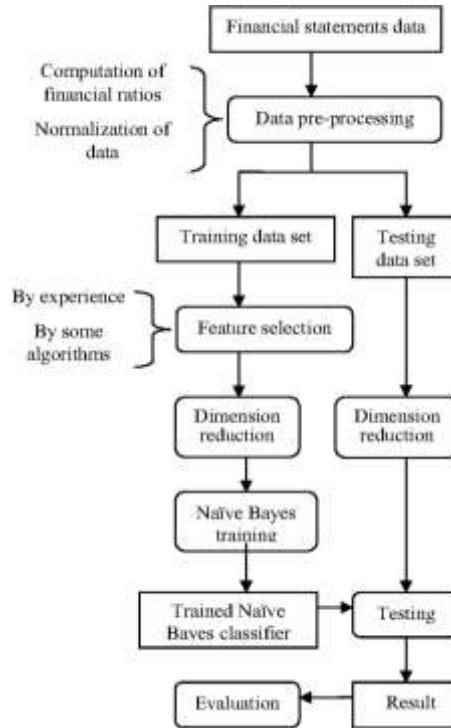 Financial statements data
Computation of
financial ratios
Normalization of
data
Data pre-processing
Training data set
Testing
data set
By experience
By some
algorithms
Feature selection
Dimension
reduction
Dimension
reduction
Naïve Bayes
training
Trained Naïve
Bayes classifier
Testing
Evaluation
Result